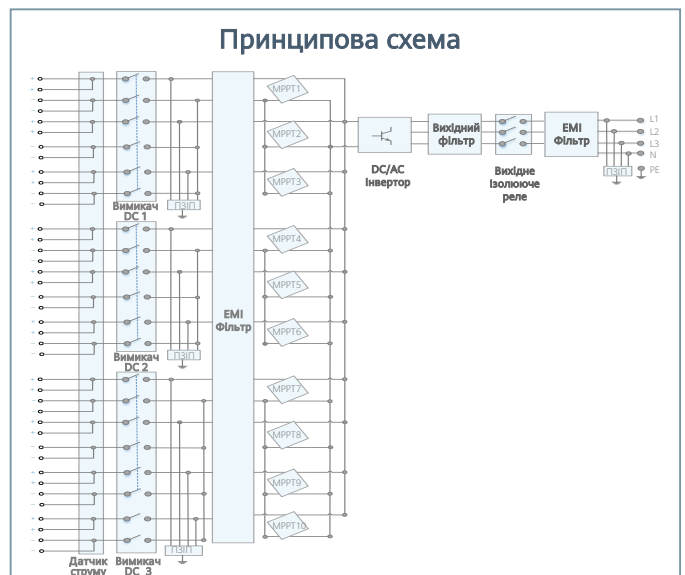 Принципова схема
MPPT1
MPPT2
MPPT3
ПЗІП
Вимикач
DC 1
MPPT4
MPPT5
MPPT6
ПЗІП
Вимикач
DC 2
EMI
Фільтр
MPPT7
MPPT8
MPPT9
MPPT10
ПЗІП
Датчик
струму
Вимикач
DC 3
DC/AC
Інвертор
Вихідний
фільтр
Вихідне
ізолююче
реле
EMI
Фільтр
L1
L2
L3
N
PE
ПЗІП